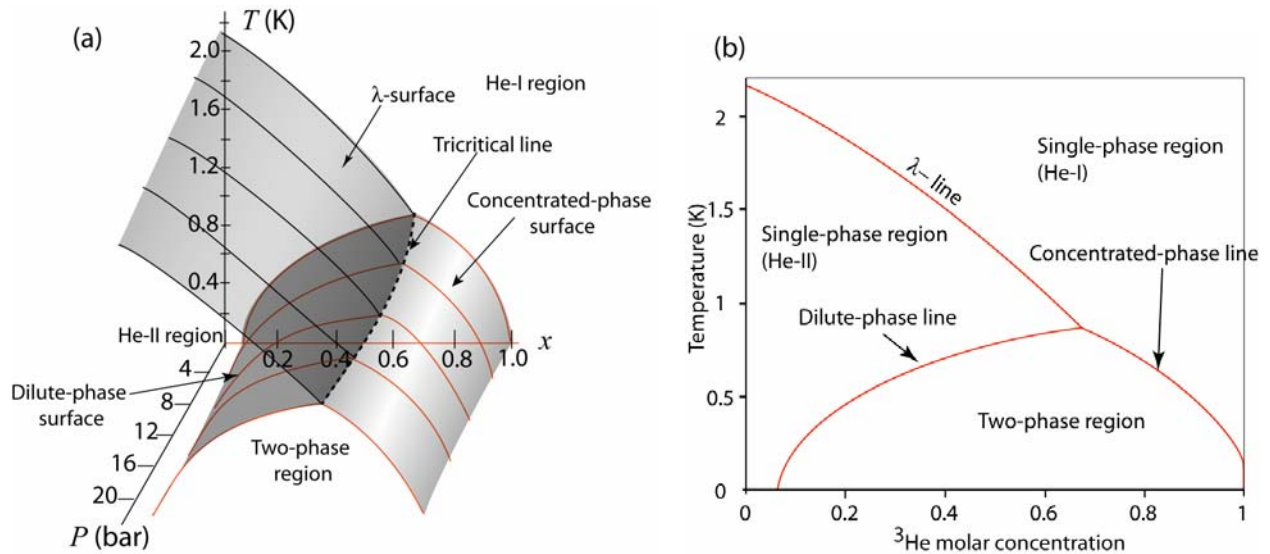 (a)
T (K)
2.0
1.6
1.2
0.8
0.4
λ-surface
He-I region
Tricritical line
Concentrated-phase
surface
He-II region
0.2
0.4
0.6
0.8
1.0
x
4
8
12
16
20
P (bar)
Dilute-phase
surface
Two-phase
region
(b)
Temperature (K)
2
1.5
1
0.5
0
λ– line
Single-phase region
(He-I)
Single-phase region
(He-II)
Concentrated-phase line
Dilute-phase line
Two-phase region
0
0.2
0.4
0.6
0.8
1
³He molar concentration